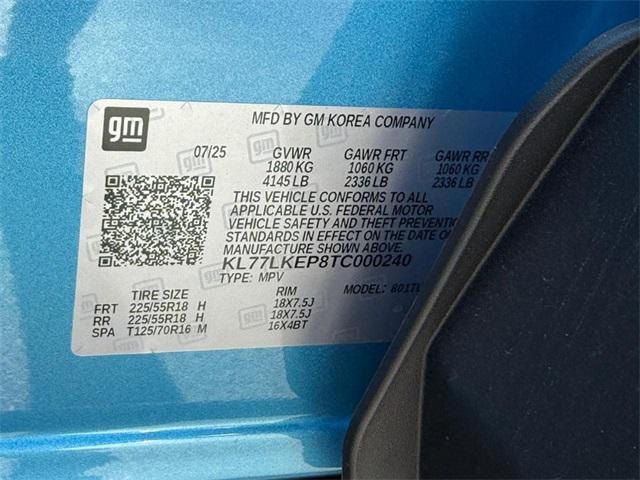 gm
MFD BY GM KOREA COMPANY
07/25 GVWR GAWR FRT GAWR RR
1880 KG 1060 KG 1060 KG
4145 LB 2336 LB 2336 LB
THIS VEHICLE CONFORMS TO ALL
APPLICABLE U.S. FEDERAL MOTOR
VEHICLE SAFETY AND THEFT PREVENTION
STANDARDS IN EFFECT ON THE DATE OF
MANUFACTURE SHOWN ABOVE.
KL77LKEP8TC000240
TYPE: MPV MODEL:
TIRE SIZE RIM
FRT 225/55R18 H 18X7.5J
RR 225/55R18 H 18X7.5J
SPA T125/70R16 M 16X4BT